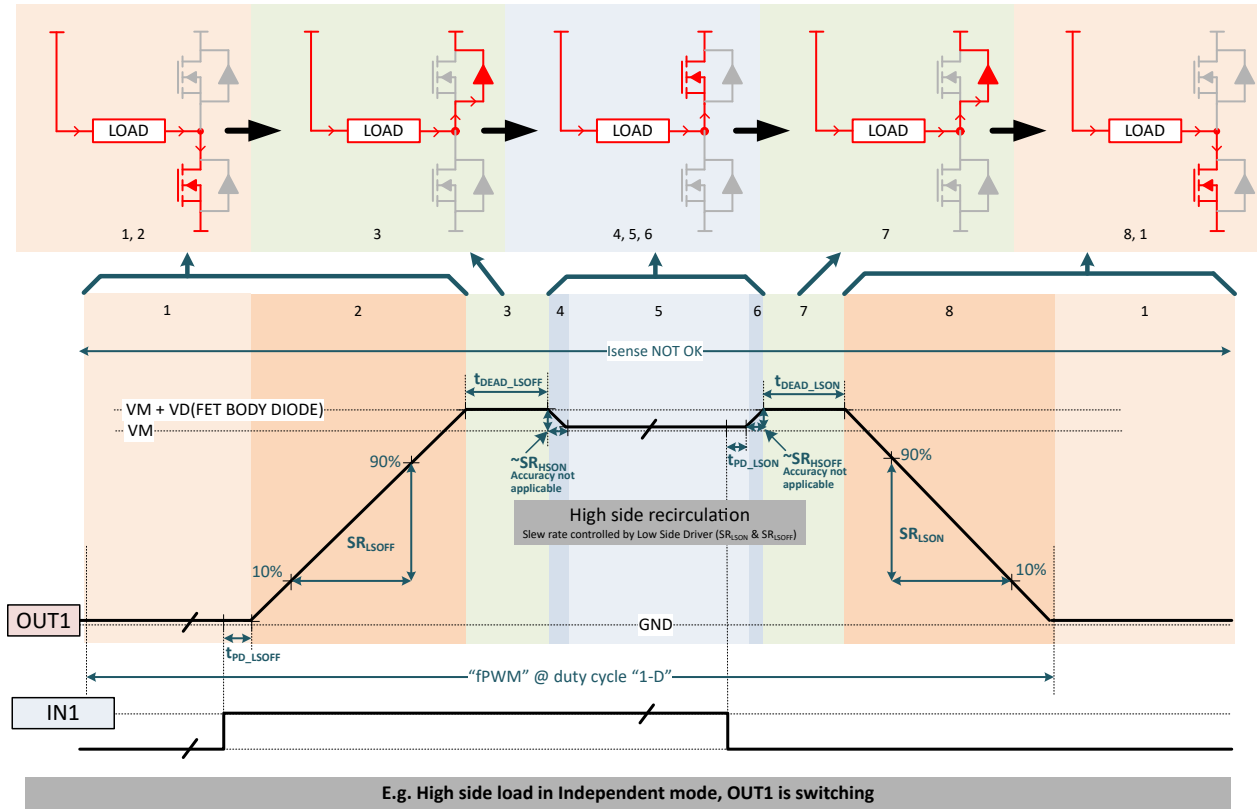 LOAD
LOAD
LOAD
LOAD
LOAD
1, 2
3
4, 5, 6
7
8, 1
1
2
3
4
5
6
7
8
1
Isense NOT OK
tDEAD_LSOFF
tDEAD_LSON
VM + VD(FET BODY DIODE)
VM
~SRHSON
Accuracy not
applicable
tPD_LSON
~SRHSOFF
Accuracy not
applicable
90%
90%
High side recirculation
Slew rate controlled by Low Side Driver (SRLSON & SRLSOFF)
SRLSOFF
SRLSON
10%
10%
OUT1
GND
tPD_LSOFF
"fPWM" @ duty cycle "1-D"
IN1
E.g. High side load in Independent mode, OUT1 is switching